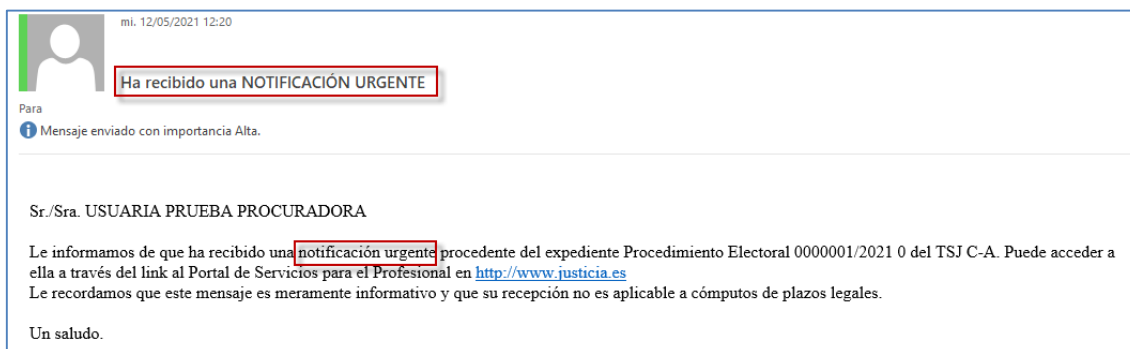 mi. 12/05/2021 12:20
Ha recibido una NOTIFICACIÓN URGENTE
Para
Mensaje enviado con importancia Alta.
Sr./Sra. USUARIA PRUEBA PROCURADORA
Le informamos de que ha recibido una notificación urgente procedente del expediente Procedimiento Electoral 0000001/2021 0 del TSJ C-A. Puede acceder a
ella a través del link al Portal de Servicios para el Profesional en http://www.justicia.es
Le recordamos que este mensaje es meramente informativo y que su recepción no es aplicable a cómputos de plazos legales.
Un saludo.